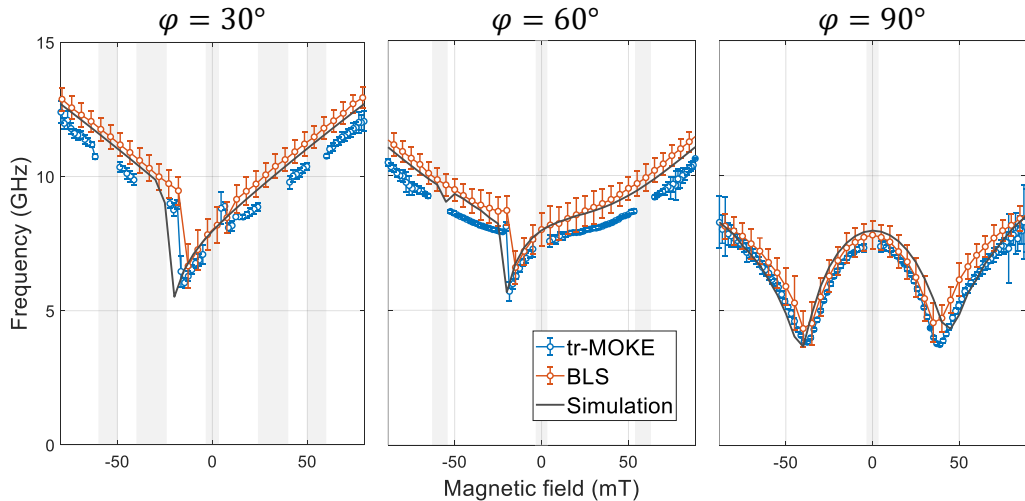 φ = 30°
φ = 60°
φ = 90°
15
10
5
0
Frequency (GHz)
tr-MOKE
BLS
Simulation
-50
0
50
-50
0
50
-50
0
50
Magnetic field (mT)